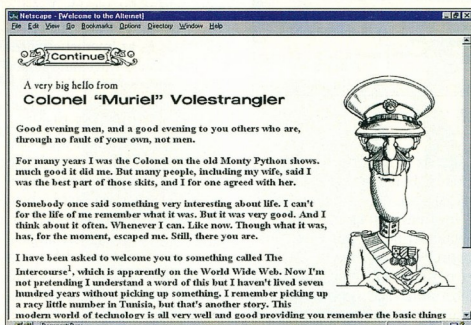 Netscape - [Welcome to the Alternet]
File Edit View Go Bookmarks Options Directory Window Help
Continue
A very big hello from
Colonel “Muriel” Volestrangler
Good evening men, and a good evening to you others who are,
through no fault of your own, not men.
For many years I was the Colonel on the old Monty Python shows.
much good it did me. But many people, including my wife, said I
was the best part of those skits, and I for one agreed with her.
Somebody once said something very interesting about life. I can't
for the life of me remember what it was. But it was very good. And I
think about it often. Whenever I can. Like now. Though what it was,
has, for the moment, escaped me. Still, there you are.
I have been asked to welcome you to something called The
Intercourse¹, which is apparently on the World Wide Web. Now I'm
not pretending I understand a word of this but I haven't lived seven
hundred years without picking up something. I remember picking up
a racy little number in Tunisia, but that's another story. This
modern world of technology is all very well and good providing you remember the basic things